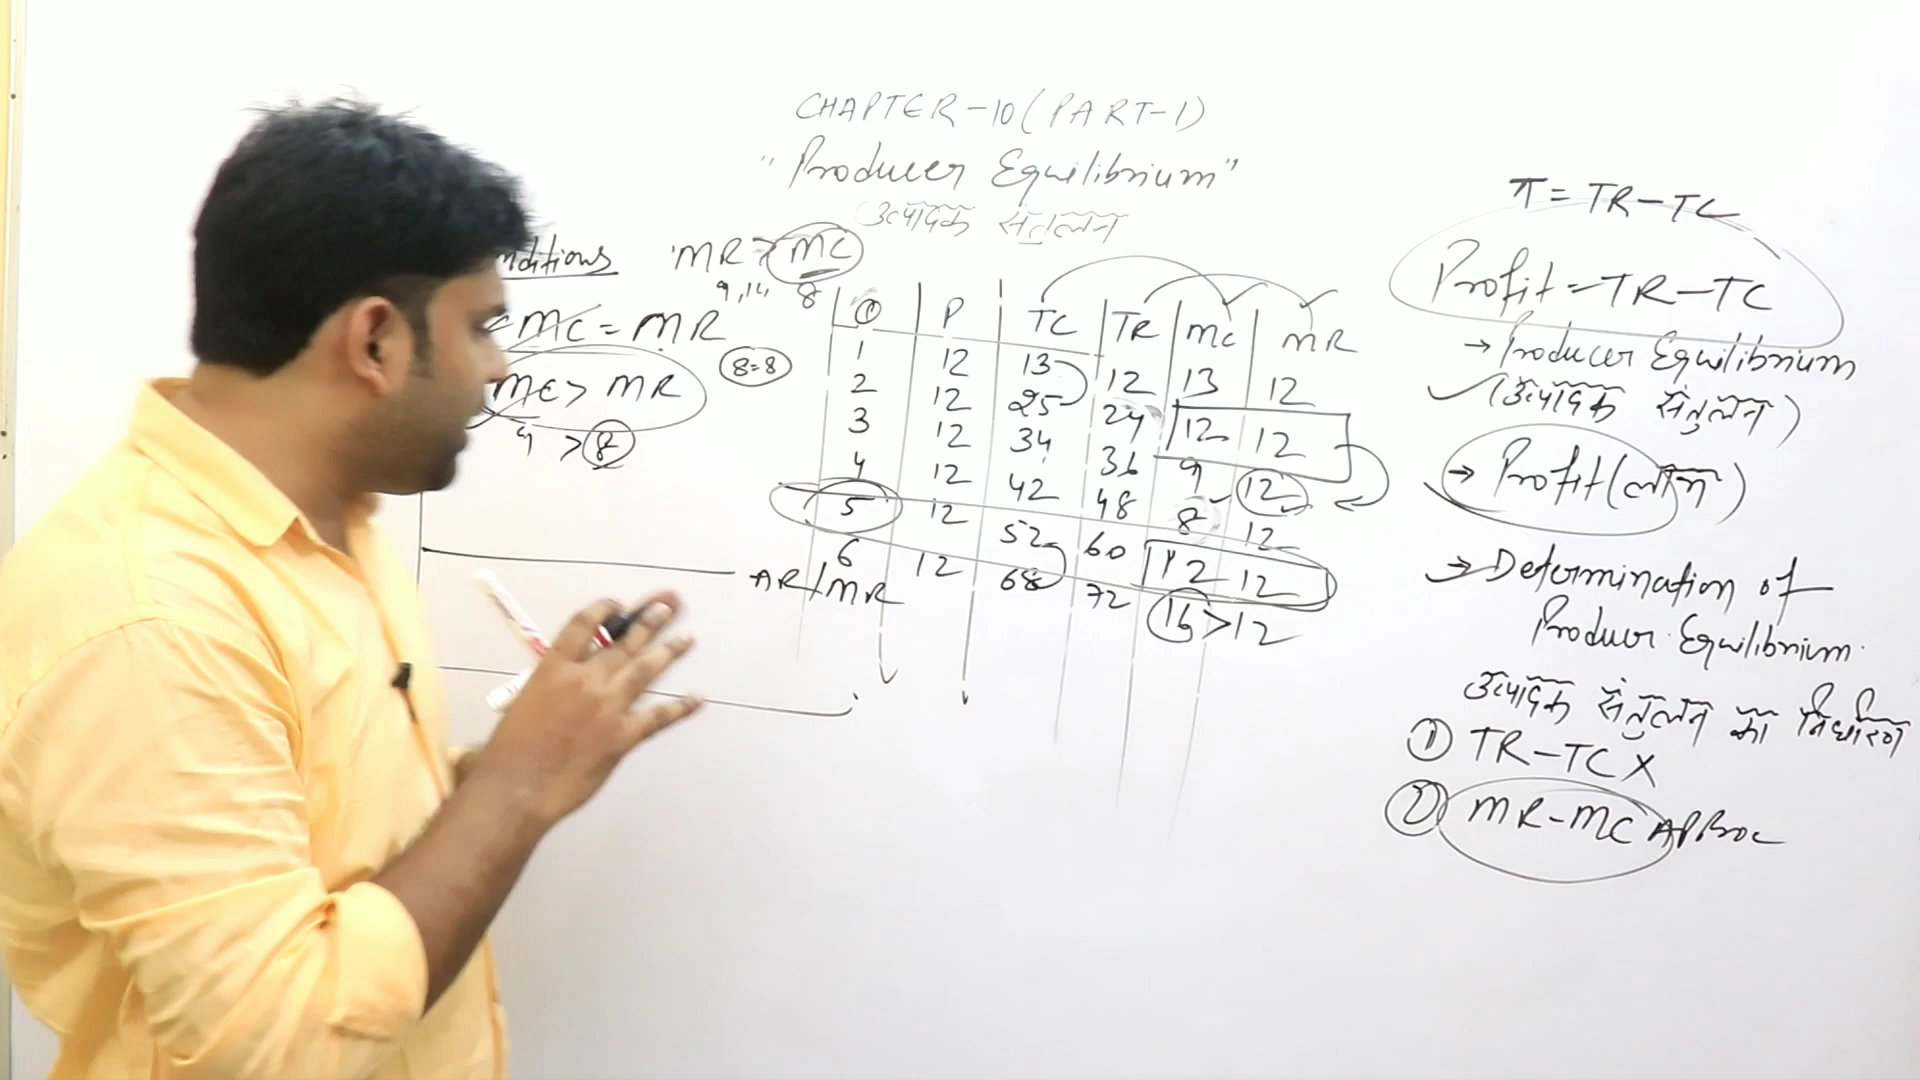 CHAPTER-10 (PART-1)
"Producer Equilibrium"
उत्पादक संतुलन
MR > MC
9, 8
MC = MR
8=8
MC > MR
9 > 8
Q P TC TR MC MR
1 12 13 12 13 12
2 12 25 24 12 12
3 12 34 36 9 12
4 12 42 48 8 12
5 12 52 60 12 12
6 12 68 72 16 > 12
AR/MR
π = TR-TC
Profit = TR-TC
→ Producer Equilibrium
(उत्पादक संतुलन)
→ Profit (लाभ)
→ Determination of
Producer Equilibrium
उत्पादक संतुलन का निर्धारण
① TR-TC X
② MR-MC